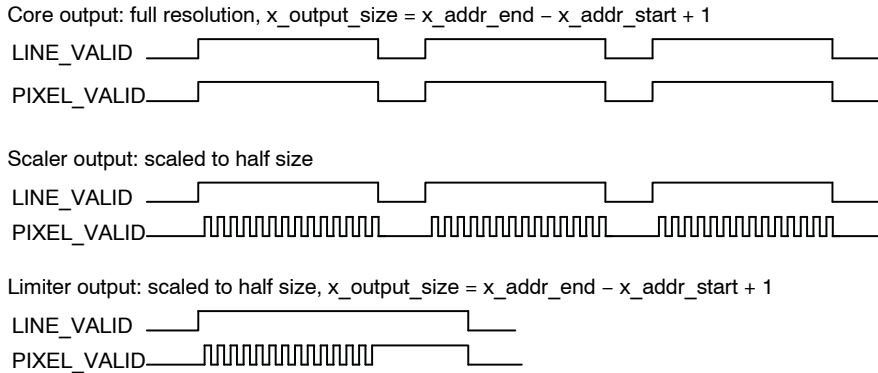 Core output: full resolution, x_output_size = x_addr_end − x_addr_start + 1
LINE_VALID
PIXEL_VALID
Scaler output: scaled to half size
LINE_VALID
PIXEL_VALID
Limiter output: scaled to half size, x_output_size = x_addr_end − x_addr_start + 1
LINE_VALID
PIXEL_VALID